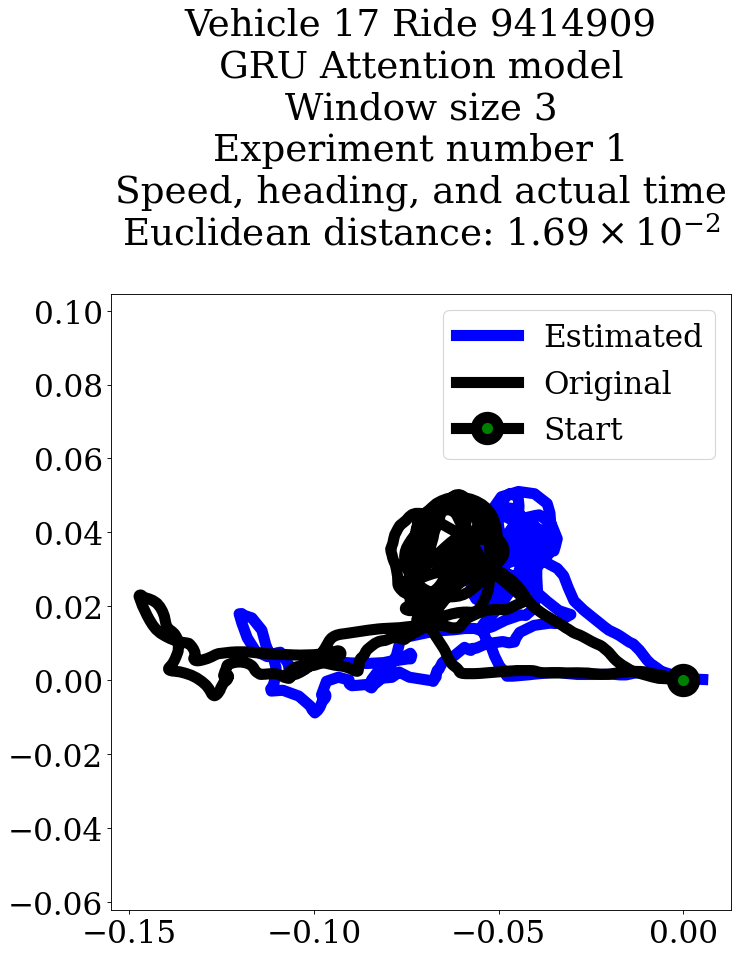 Vehicle 17 Ride 9414909
GRU Attention model
Window size 3
Experiment number 1
Speed, heading, and actual time
Euclidean distance: 1.69 × 10⁻²
Estimated
Original
Start
0.10
0.08
0.06
0.04
0.02
0.00
−0.02
−0.04
−0.06
−0.15 −0.10 −0.05 0.00